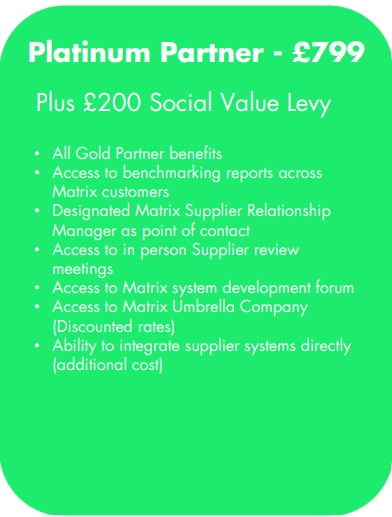 Platinum Partner - £799
Plus £200 Social Value Levy
• All Gold Partner benefits
• Access to benchmarking reports across
Matrix customers
• Designated Matrix Supplier Relationship
Manager as point of contact
• Access to in person Supplier review
meetings
• Access to Matrix system development forum
• Access to Matrix Umbrella Company
(Discounted rates)
• Ability to integrate supplier systems directly
(additional cost)